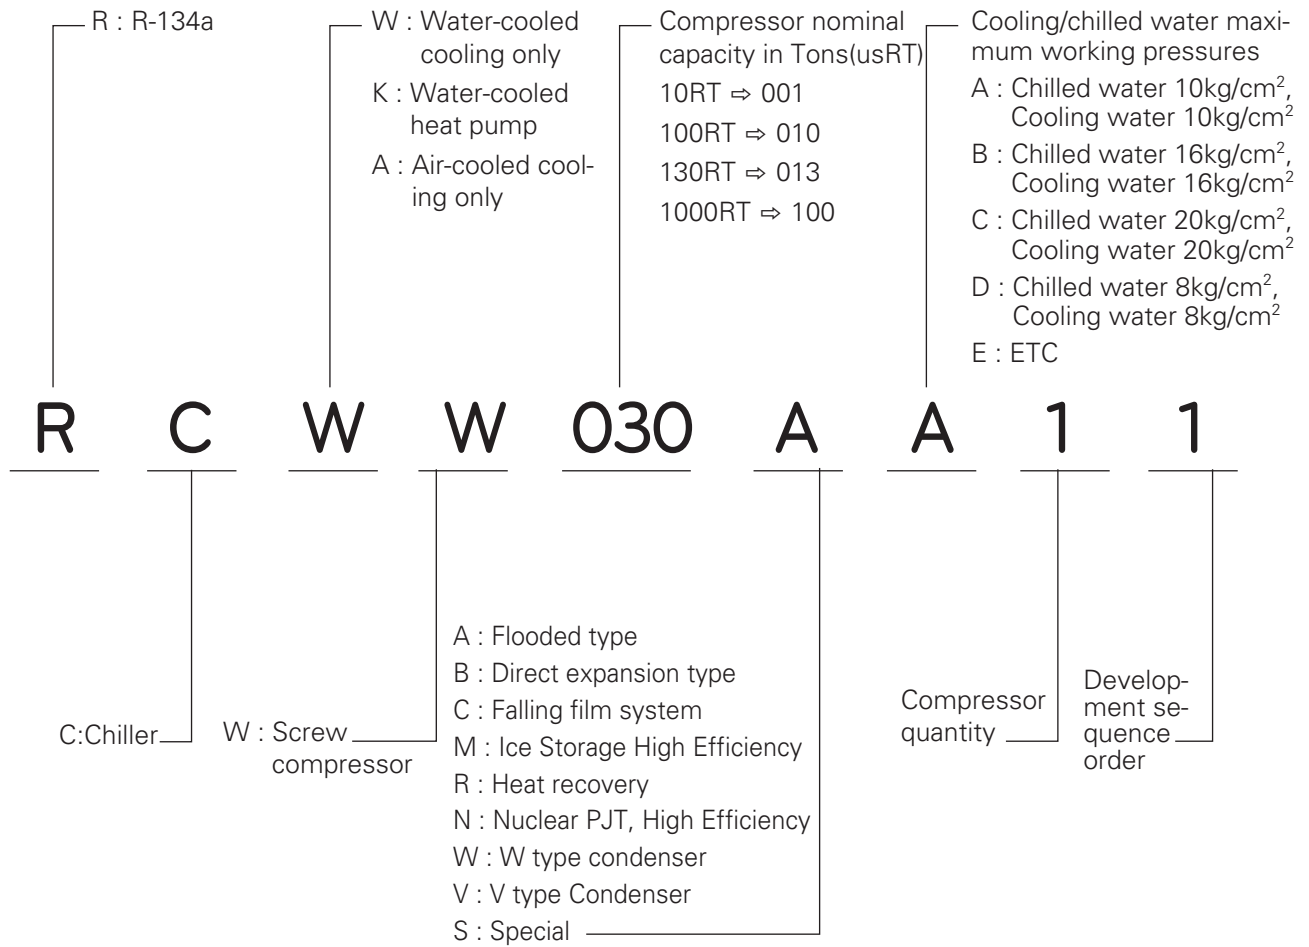 R : R-134a
W : Water-cooled
cooling only
K : Water-cooled
heat pump
A : Air-cooled cool-
ing only
Compressor nominal
capacity in Tons(usRT)
10RT ⇨ 001
100RT ⇨ 010
130RT ⇨ 013
1000RT ⇨ 100
Cooling/chilled water maxi-
mum working pressures
A : Chilled water 10kg/cm²,
Cooling water 10kg/cm²
B : Chilled water 16kg/cm²,
Cooling water 16kg/cm²
C : Chilled water 20kg/cm²,
Cooling water 20kg/cm²
D : Chilled water 8kg/cm²,
Cooling water 8kg/cm²
E : ETC
R C W W 030 A A 1 1
C:Chiller
W : Screw
compressor
A : Flooded type
B : Direct expansion type
C : Falling film system
M : Ice Storage High Efficiency
R : Heat recovery
N : Nuclear PJT, High Efficiency
W : W type condenser
V : V type Condenser
S : Special
Compressor
quantity
Develop-
ment se-
quence
order